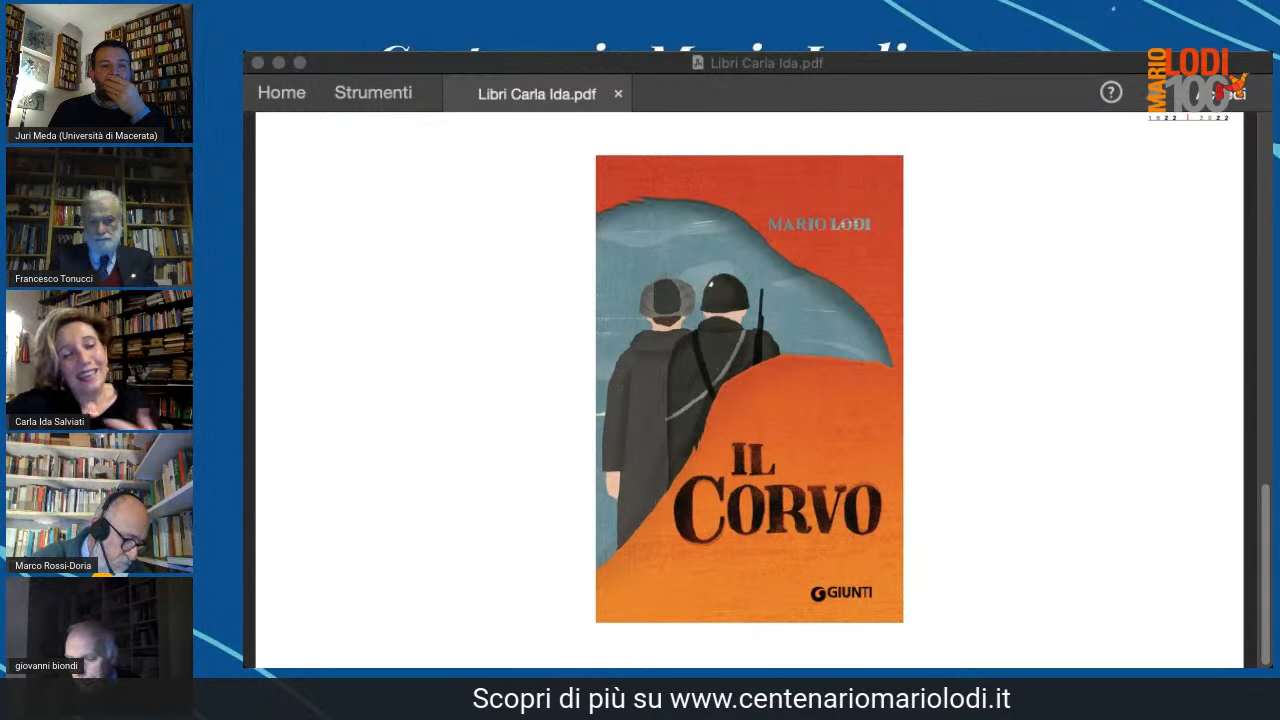 Juri Meda (Università di Macerata)
Francesco Tonucci
Carla Ida Salviati
Marco Rossi-Doria
giovanni biondi
Libri Carla Ida.pdf
Home
Strumenti
Libri Carla Ida.pdf ×
?
MARIO
LODI
100
1922 | 2022
MARIO LODI
IL
CORVO
GIUNTI
Scopri di più su www.centenariomariolodi.it